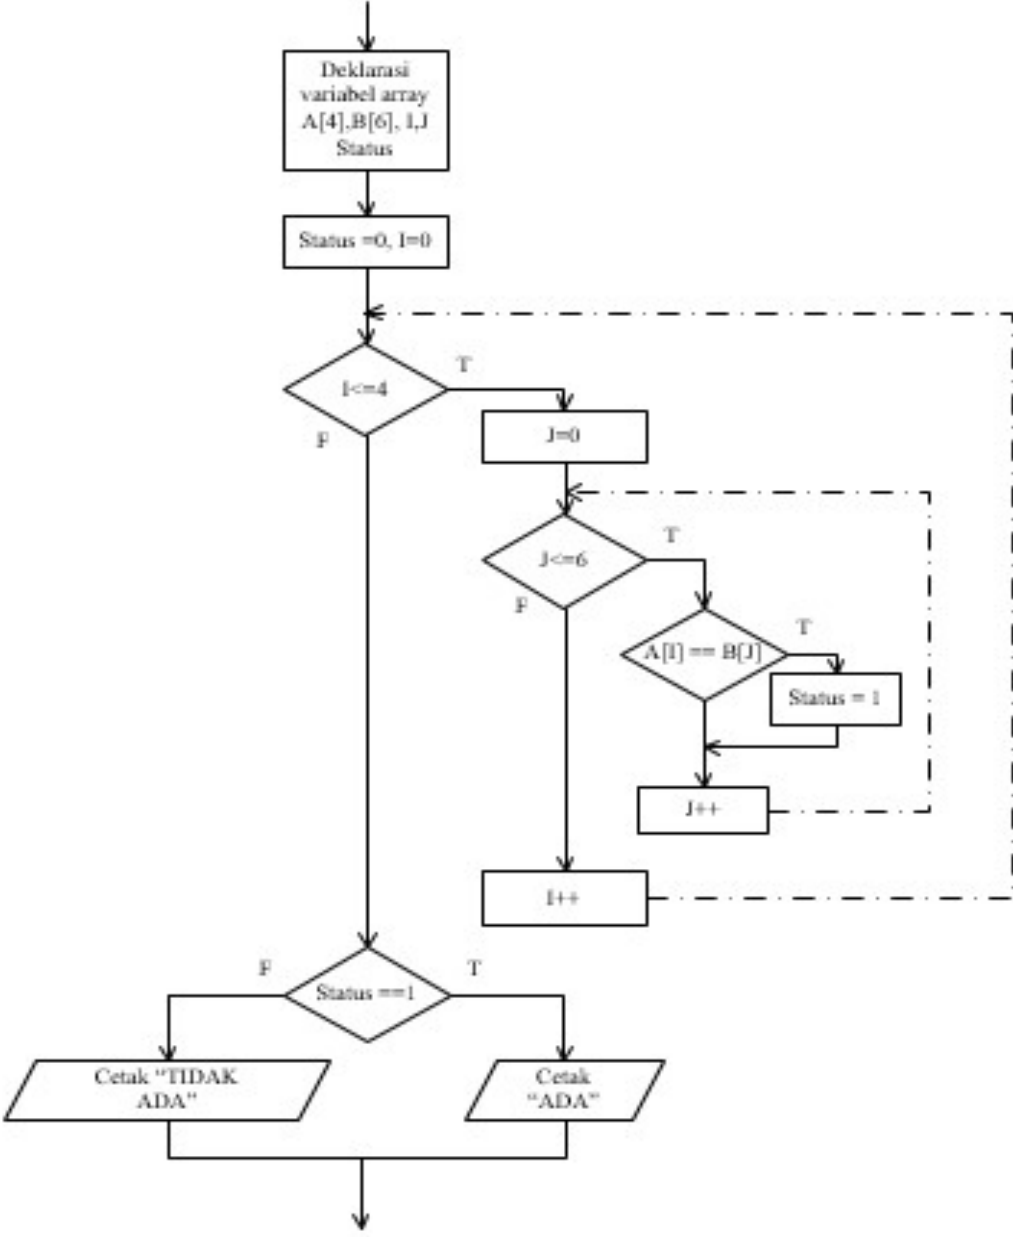 Deklarasi
variabel array
A[4],B[6], I,J
Status
Status =0, I=0
I<=4
T
F
J=0
J<=6
T
F
A[I] == B[J]
T
Status = 1
J++
I++
Status ==1
F
T
Cetak “TIDAK
ADA”
Cetak
“ADA”